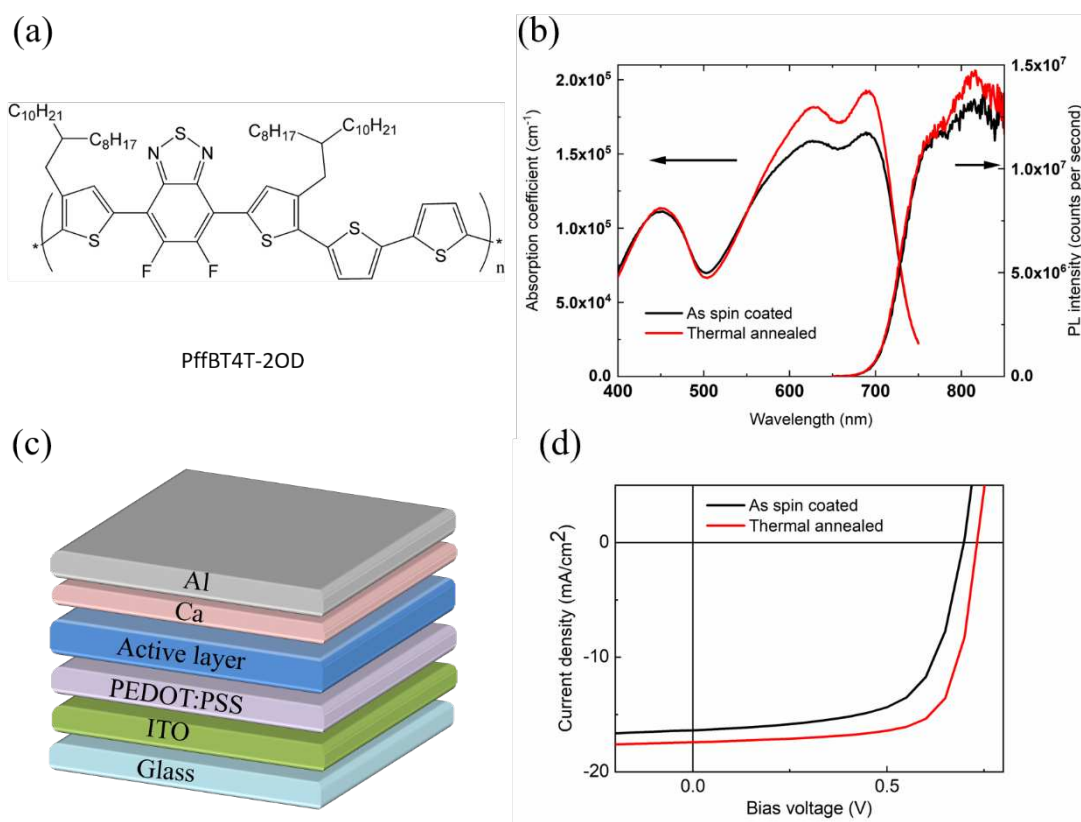 (a)
C10H21
C8H17
C8H17
C10H21
S
N N
S
F F
S
S
S
*
*
n
PffBT4T-2OD
(b)
Absorption coefficient (cm-1)
2.0x10^5
1.5x10^5
1.0x10^5
5.0x10^4
0.0
1.5x10^7
1.0x10^7
5.0x10^6
0.0
PL intensity (counts per second)
As spin coated
Thermal annealed
400 500 600 700 800
Wavelength (nm)
(c)
Al
Ca
Active layer
PEDOT:PSS
ITO
Glass
(d)
Current density (mA/cm2)
0
-10
-20
As spin coated
Thermal annealed
0.0 0.5
Bias voltage (V)